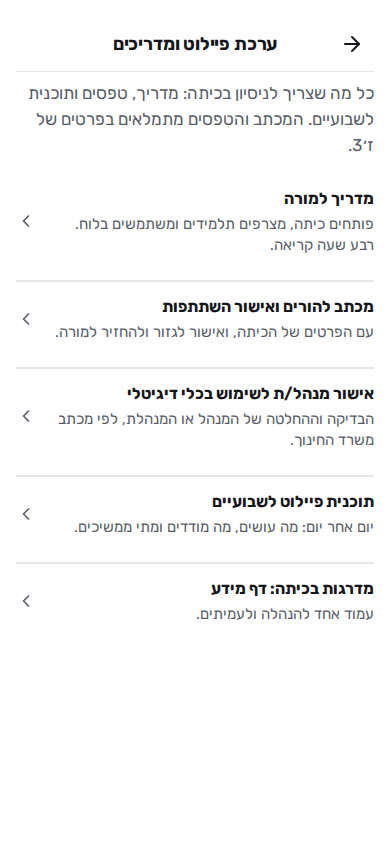 ערכת פיילוט ומדריכים
כל מה שצריך לניסיון בכיתה: מדריך, טפסים ותוכנית
לשבועיים. המכתב והטפסים מתמלאים בפרטים של
ז׳3.
מדריך למורה
פותחים כיתה, מצרפים תלמידים ומשתמשים בלוח.
רבע שעה קריאה.
מכתב להורים ואישור השתתפות
עם הפרטים של הכיתה, ואישור לגזור ולהחזיר למורה.
אישור מנהל/ת לשימוש בכלי דיגיטלי
הבדיקה וההחלטה של המנהל או המנהלת, לפי מכתב
משרד החינוך.
תוכנית פיילוט לשבועיים
יום אחר יום: מה עושים, מה מודדים ומתי ממשיכים.
מדרגות בכיתה: דף מידע
עמוד אחד להנהלה ולעמיתים.